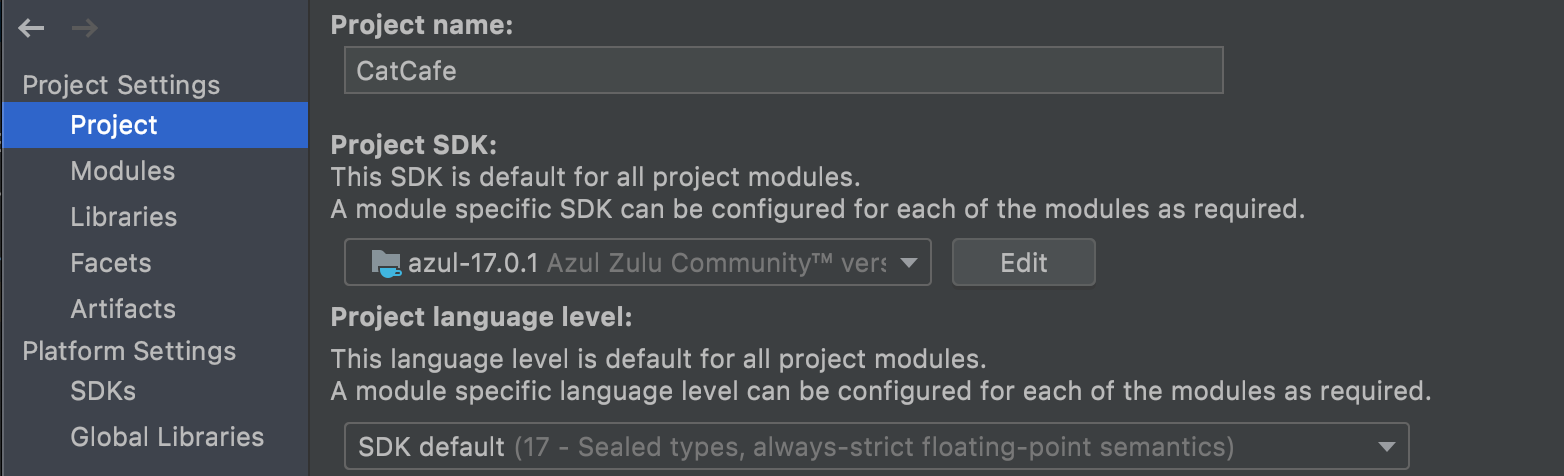 Project Settings
Project
Modules
Libraries
Facets
Artifacts
Platform Settings
SDKs
Global Libraries
Project name:
CatCafe
Project SDK:
This SDK is default for all project modules.
A module specific SDK can be configured for each of the modules as required.
azul-17.0.1 Azul Zulu Community™ vers
Edit
Project language level:
This language level is default for all project modules.
A module specific language level can be configured for each of the modules as required.
SDK default (17 - Sealed types, always-strict floating-point semantics)